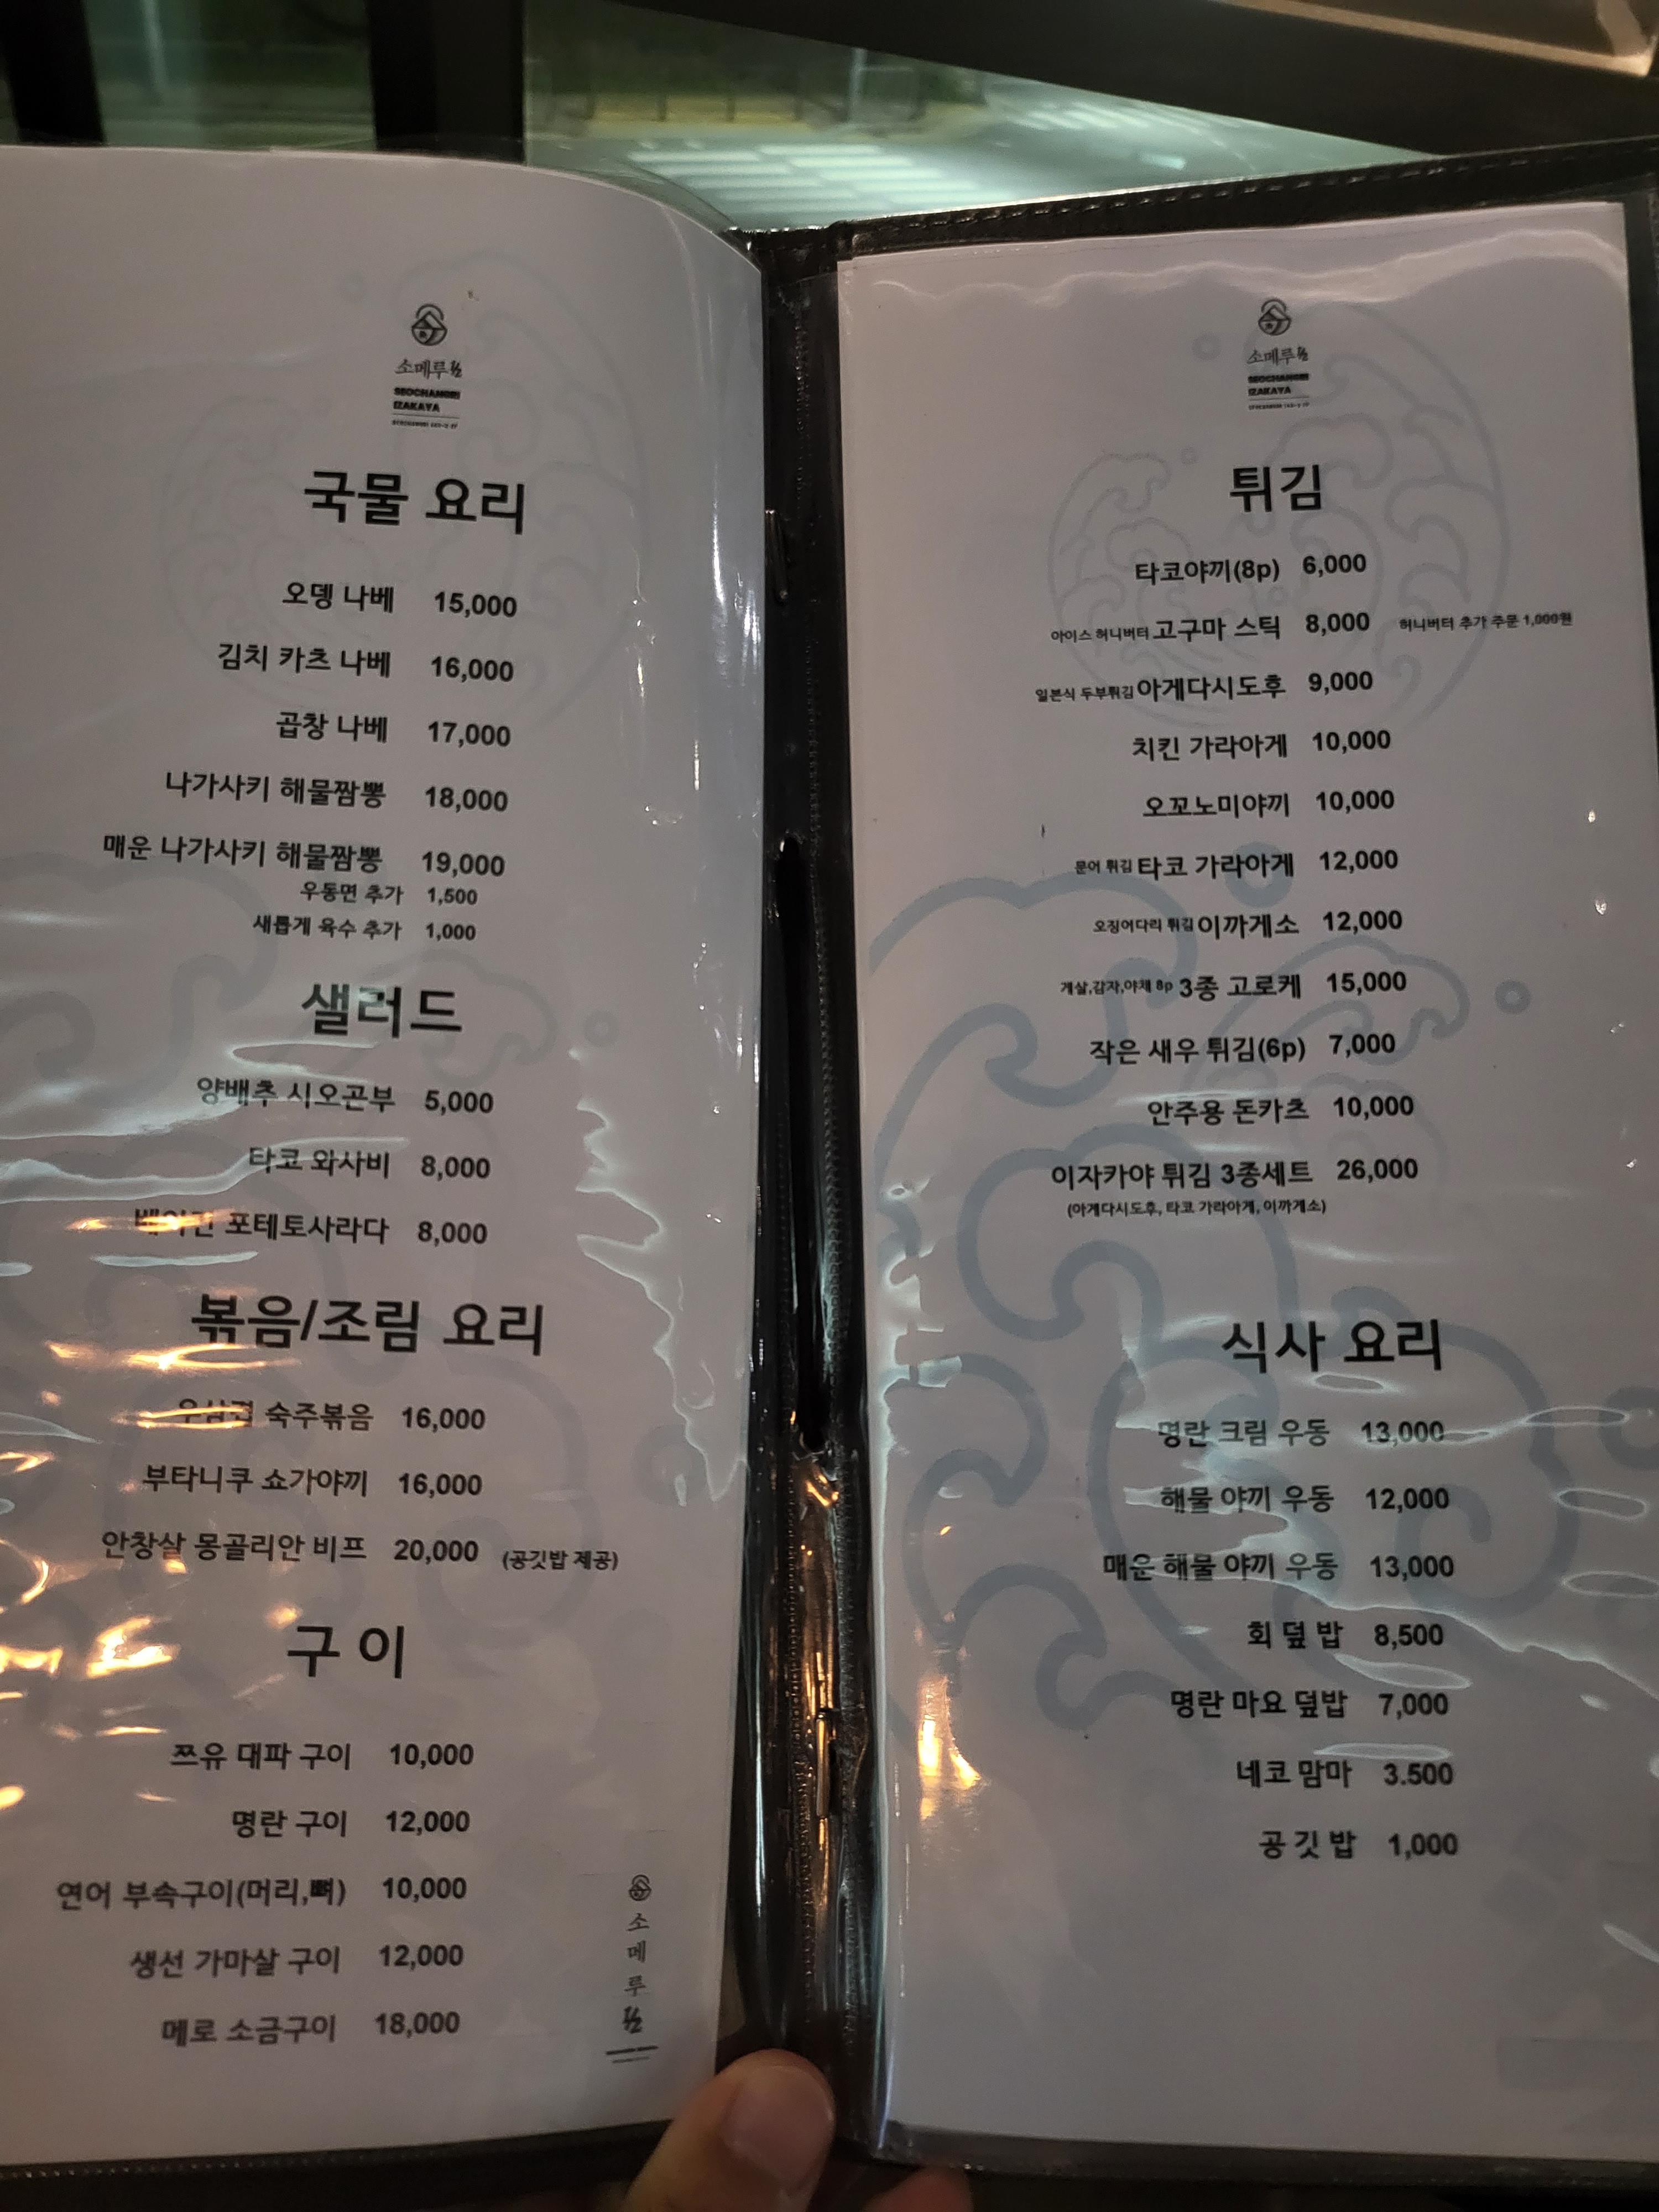 소메루
SEOCHANGRI
IZAKAYA
국물 요리
오뎅 나베 15,000
김치 카츠 나베 16,000
곱창 나베 17,000
나가사키 해물짬뽕 18,000
매운 나가사키 해물짬뽕 19,000
우동면 추가 1,500
새롭게 육수 추가 1,000
샐러드
양배추 시오곤부 5,000
타코 와사비 8,000
베이컨 포테토사라다 8,000
볶음/조림 요리
우삼겹 숙주볶음 16,000
부타니쿠 쇼가야끼 16,000
안창살 몽골리안 비프 20,000 (공깃밥 제공)
구 이
쯔유 대파 구이 10,000
명란 구이 12,000
연어 부속구이(머리,뼈) 10,000
생선 가마살 구이 12,000
메로 소금구이 18,000
소메루
소메루
SEOCHANGRI
IZAKAYA
튀김
타코야끼(8p) 6,000
아이스 허니버터 고구마 스틱 8,000 허니버터 추가 주문 1,000원
일본식 두부튀김 아게다시도후 9,000
치킨 가라아게 10,000
오꼬노미야끼 10,000
문어 튀김 타코 가라아게 12,000
오징어다리 튀김 이까게소 12,000
게살,감자,야채 8p 3종 고로케 15,000
작은 새우 튀김(6p) 7,000
안주용 돈카츠 10,000
이자카야 튀김 3종세트 26,000
(아게다시도후, 타코 가라아게, 이까게소)
식사 요리
명란 크림 우동 13,000
해물 야끼 우동 12,000
매운 해물 야끼 우동 13,000
회 덮 밥 8,500
명란 마요 덮밥 7,000
네코 맘마 3.500
공 깃 밥 1,000